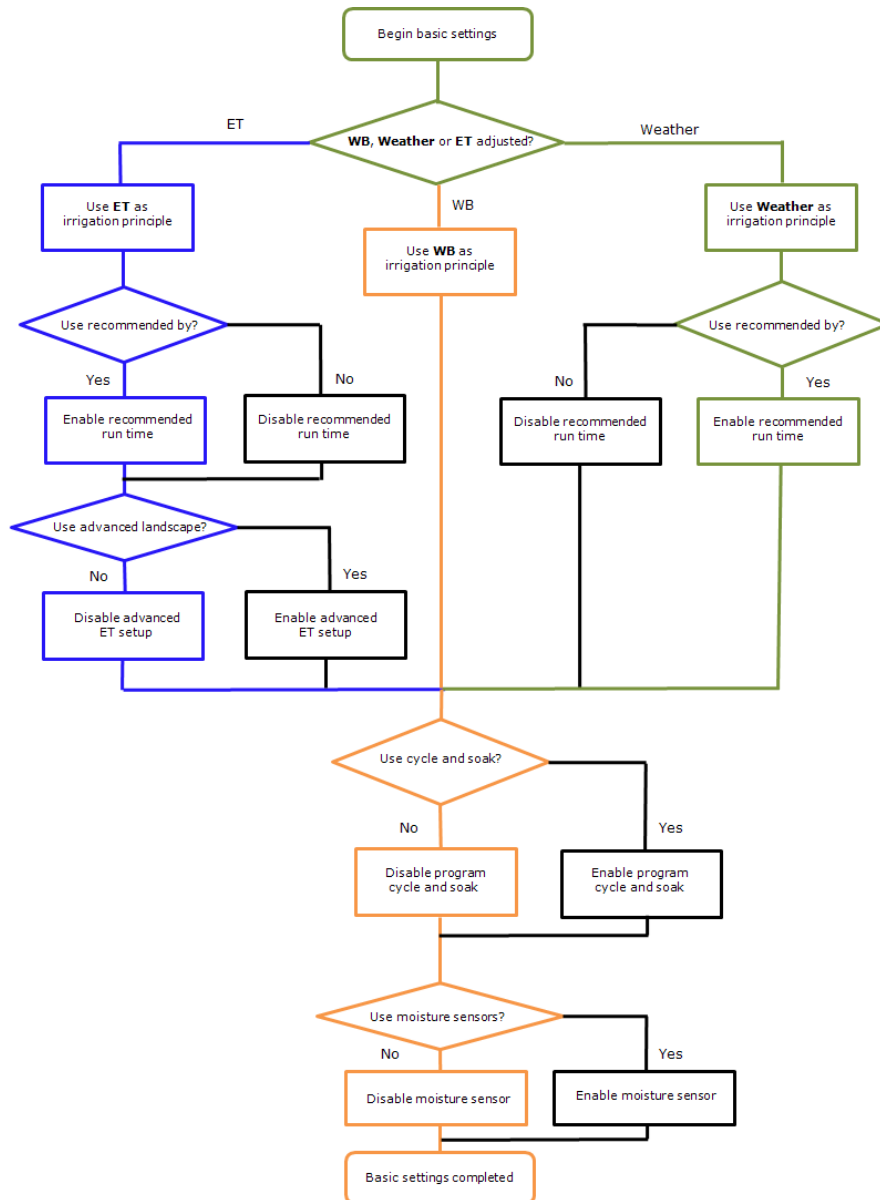 Begin basic settings
ET
WB, Weather or ET adjusted?
Weather
WB
Use ET as
irrigation principle
Use WB as
irrigation principle
Use Weather as
irrigation principle
Use recommended by?
Use recommended by?
Yes
No
No
Yes
Enable recommended
run time
Disable recommended
run time
Disable recommended
run time
Enable recommended
run time
Use advanced landscape?
No
Yes
Disable advanced
ET setup
Enable advanced
ET setup
Use cycle and soak?
No
Yes
Disable program
cycle and soak
Enable program
cycle and soak
Use moisture sensors?
No
Yes
Disable moisture sensor
Enable moisture sensor
Basic settings completed